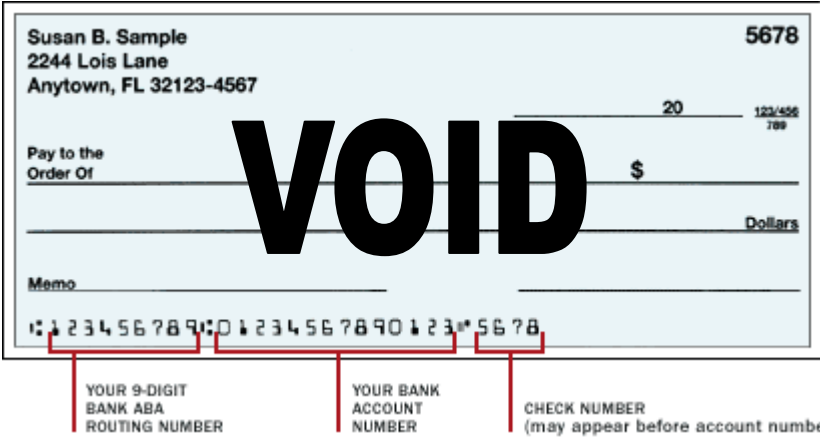 Susan B. Sample
5678
2244 Lois Lane
Anytown, FL 32123-4567
20
123/456
789
VOID
Pay to the
Order Of
$
Dollars
Memo
⑆123456789⑆01234567890123⑈5678
YOUR 9-DIGIT
BANK ABA
ROUTING NUMBER
YOUR BANK
ACCOUNT
NUMBER
CHECK NUMBER
(may appear before account numbe